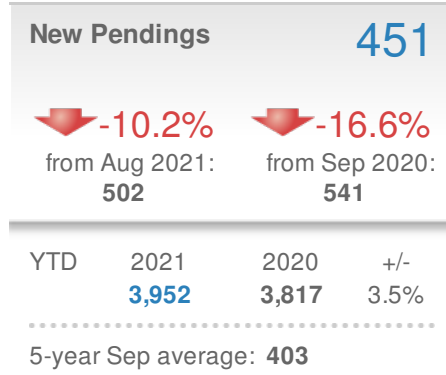 New Pendings 451
-10.2% -16.6%
from Aug 2021: from Sep 2020:
502 541
YTD 2021 2020 +/-
3,952 3,817 3.5%
5-year Sep average: 403